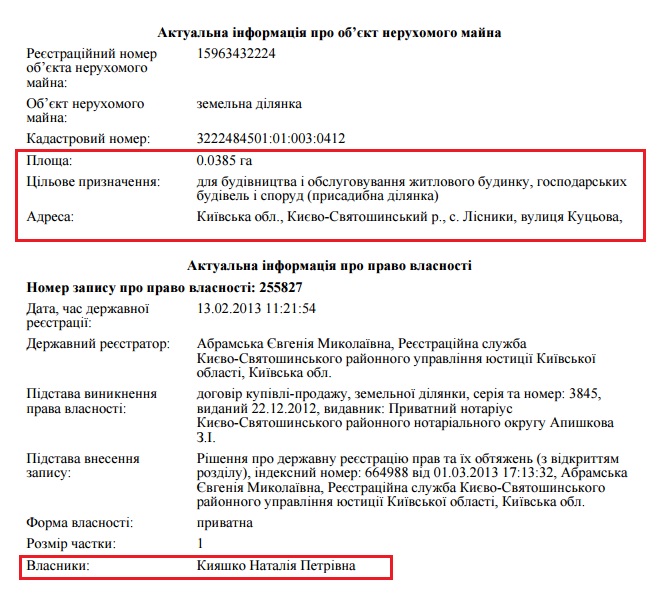 Актуальна інформація про об’єкт нерухомого майна
Реєстраційний номер 15963432224
об’єкта нерухомого
майна:
Об’єкт нерухомого земельна ділянка
майна:
Кадастровий номер: 3222484501:01:003:0412
Площа: 0.0385 га
Цільове призначення: для будівництва і обслуговування житлового будинку, господарських
будівель і споруд (присадибна ділянка)
Адреса: Київська обл., Києво-Святошинський р., с. Лісники, вулиця Куцьова,
Актуальна інформація про право власності
Номер запису про право власності: 255827
Дата, час державної 13.02.2013 11:21:54
реєстрації:
Державний реєстратор: Абрамська Євгенія Миколаївна, Реєстраційна служба
Києво-Святошинського районного управління юстиції Київської
області, Київська обл.
Підстава виникнення договір купівлі-продажу, земельної ділянки, серія та номер: 3845,
права власності: виданий 22.12.2012, видавник: Приватний нотаріус
Києво-Святошинського районного нотаріального округу Апишкова
З.І.
Підстава внесення Рішення про державну реєстрацію прав та їх обтяжень (з відкриттям
запису: розділу), індексний номер: 664988 від 01.03.2013 17:13:32, Абрамська
Євгенія Миколаївна, Реєстраційна служба Києво-Святошинського
районного управління юстиції Київської області, Київська обл.
Форма власності: приватна
Розмір частки: 1
Власники: Кияшко Наталія Петрівна